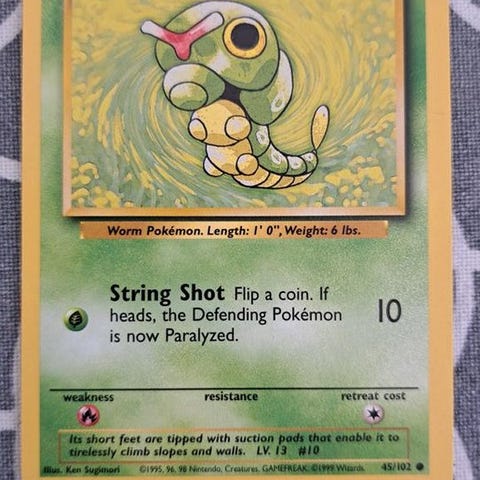 Worm Pokémon. Length: 1' 0", Weight: 6 lbs.
String Shot Flip a coin. If
heads, the Defending Pokémon 10
is now Paralyzed.
weakness resistance retreat cost
Its short feet are tipped with suction pads that enable it to
tirelessly climb slopes and walls. LV. 13 #10
Illus. Ken Sugimori ©1995, 96, 98 Nintendo, Creatures, GAMEFREAK. ©1999 Wizards. 45/102